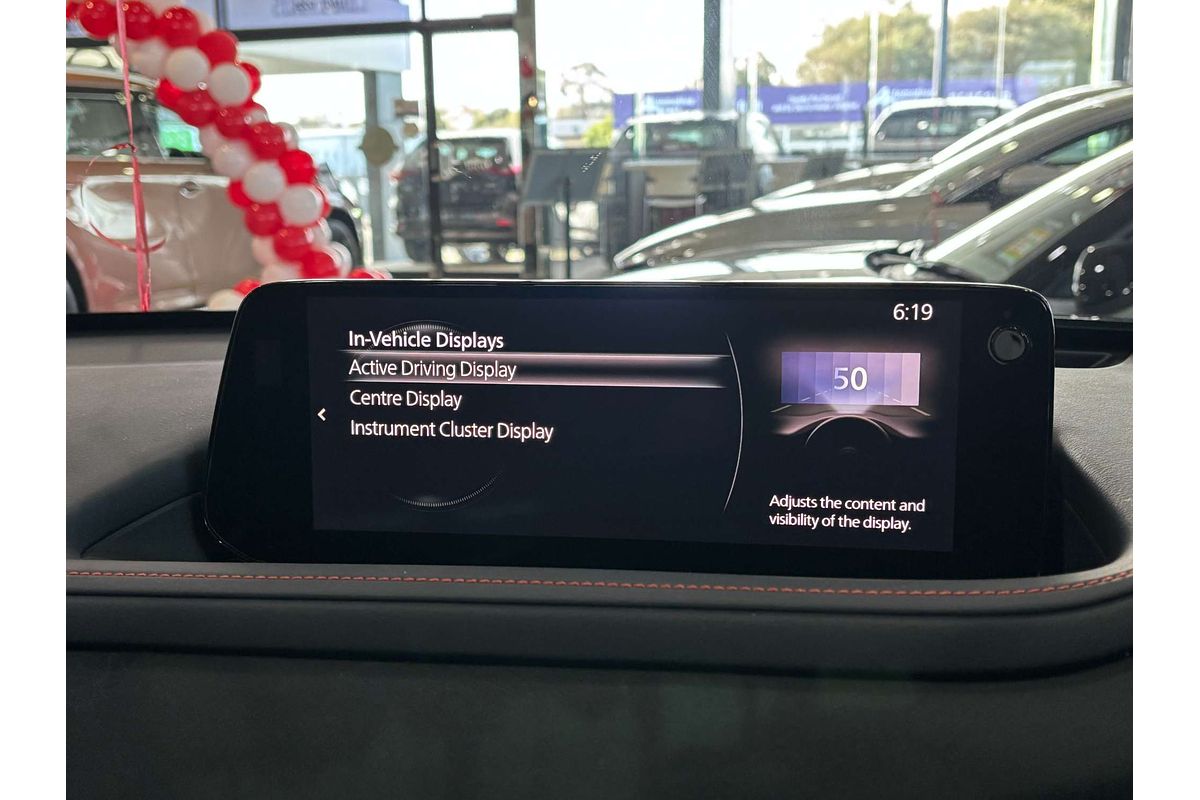 6:19
In-Vehicle Displays
Active Driving Display
Centre Display
Instrument Cluster Display
50
Adjusts the content and
visibility of the display.